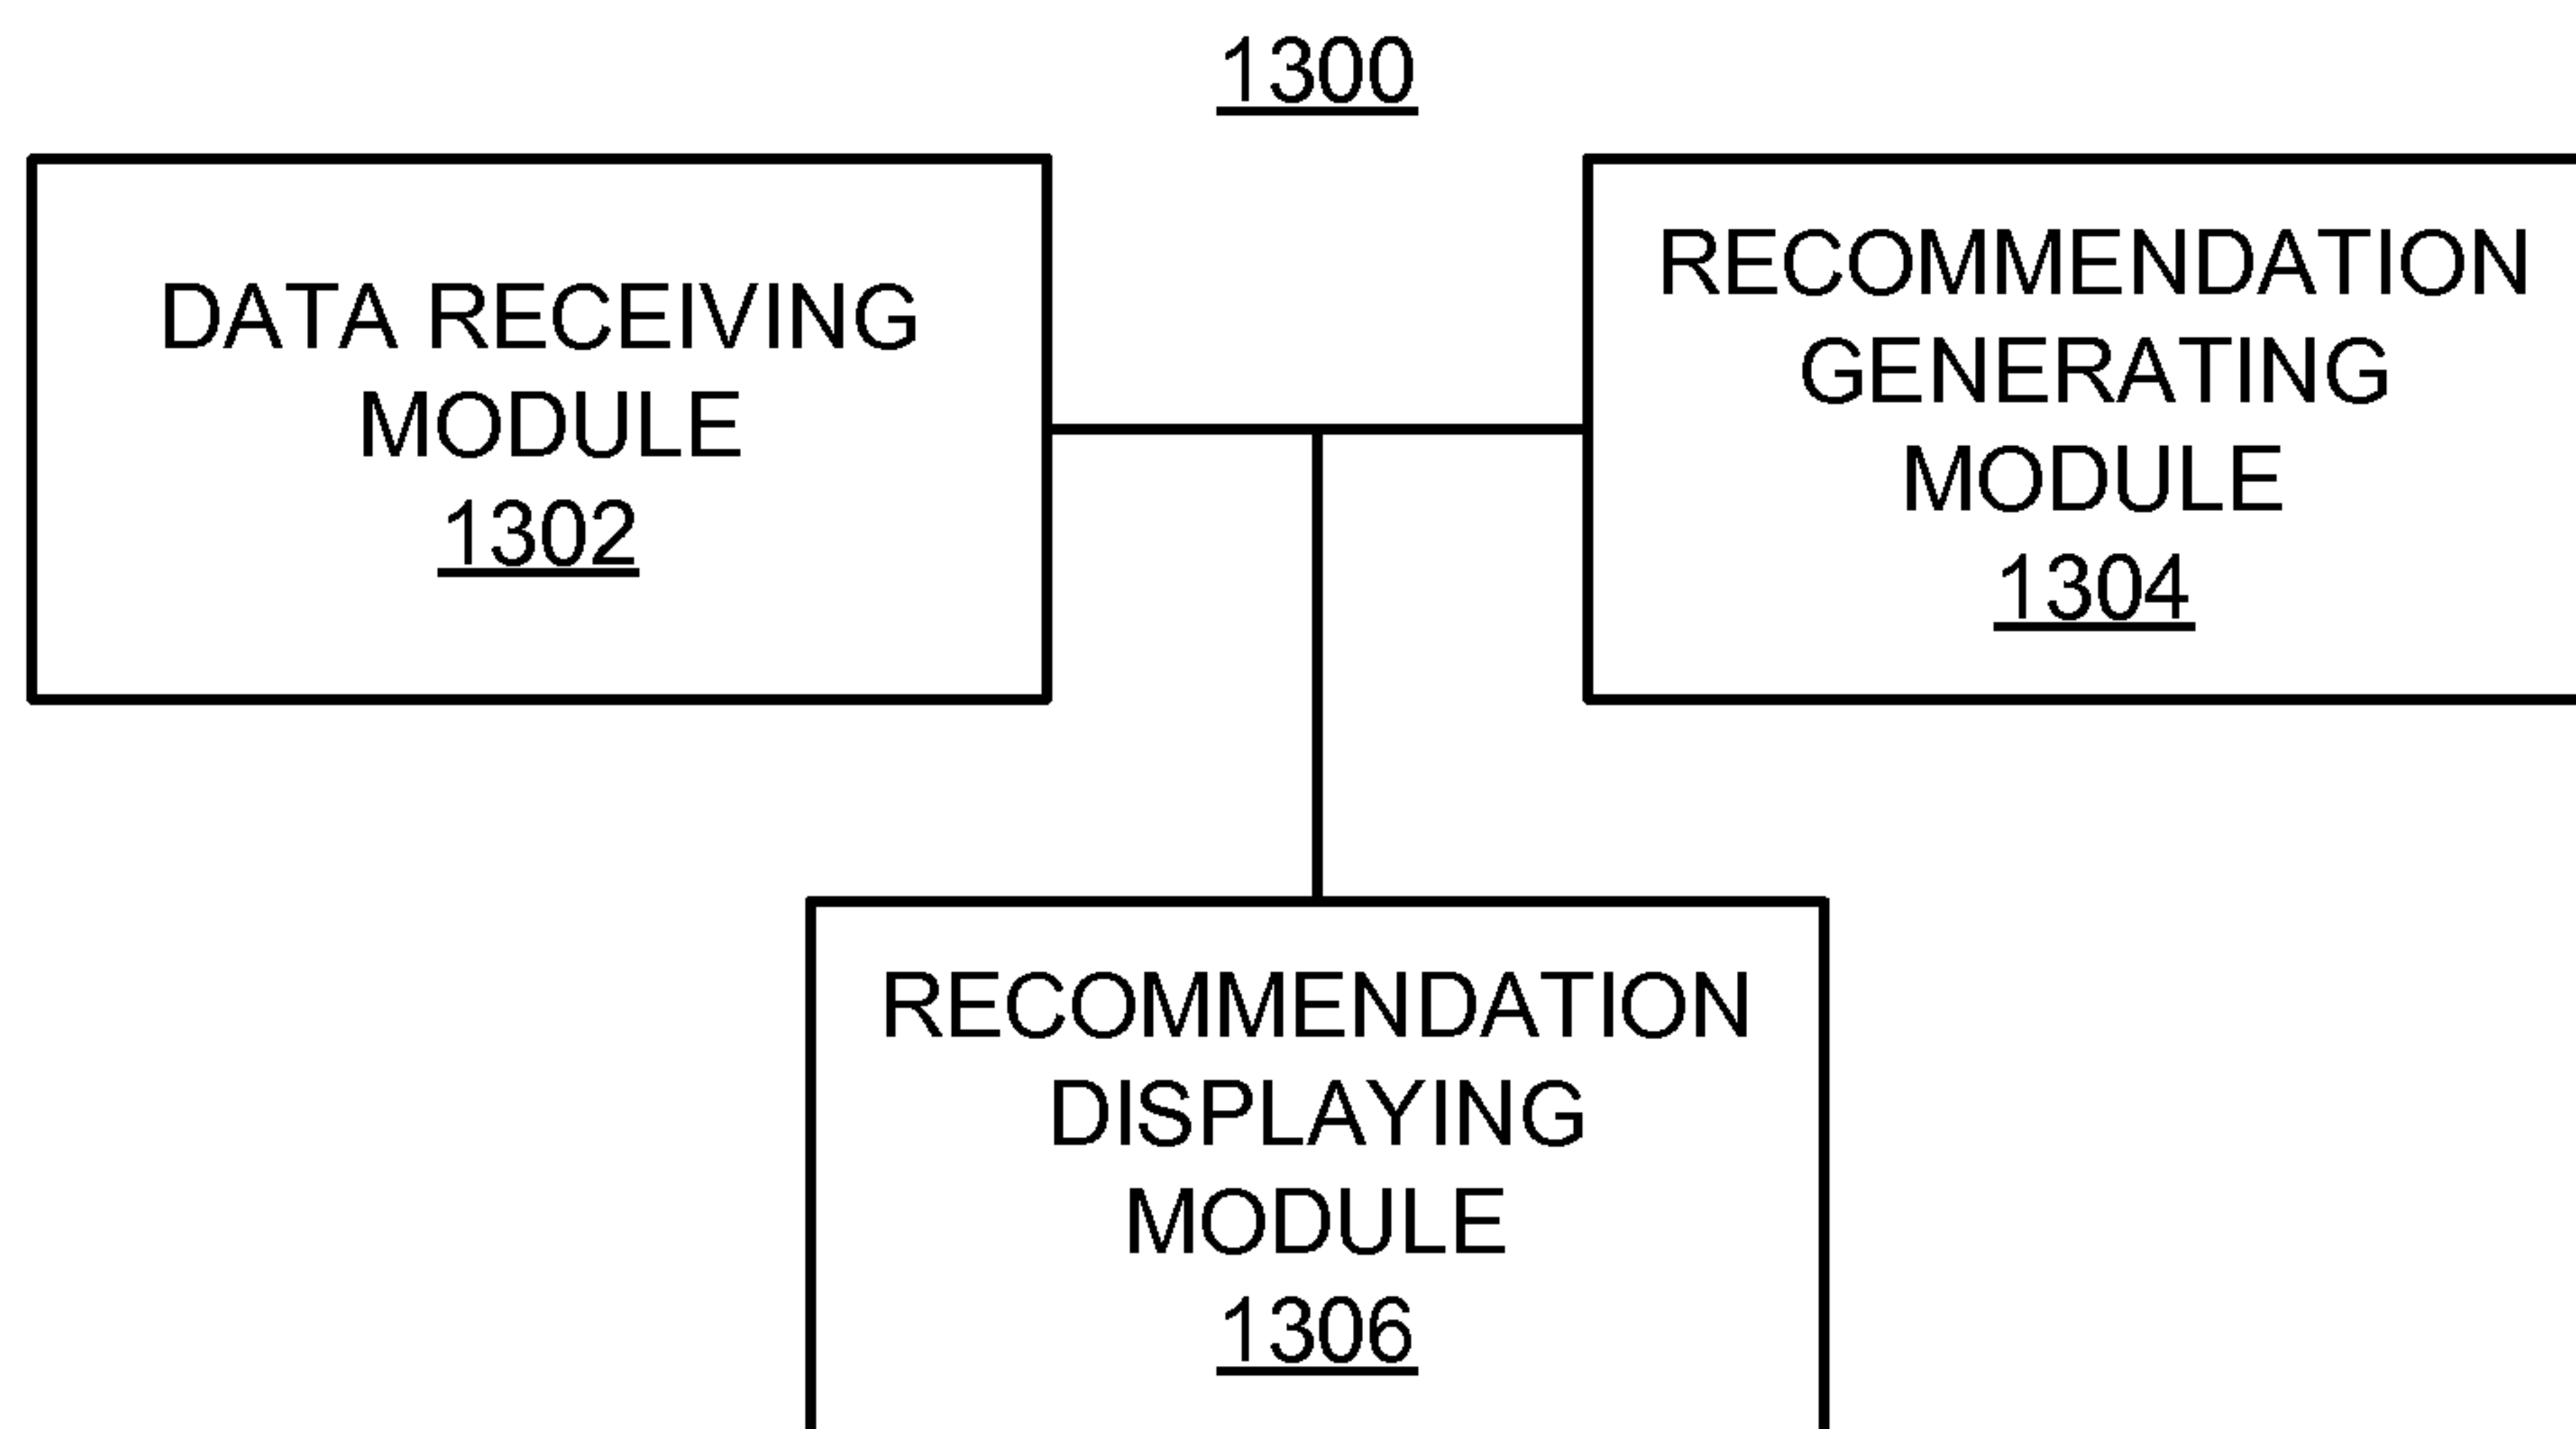 1300
DATA RECEIVING
MODULE
1302
RECOMMENDATION
GENERATING
MODULE
1304
RECOMMENDATION
DISPLAYING
MODULE
1306